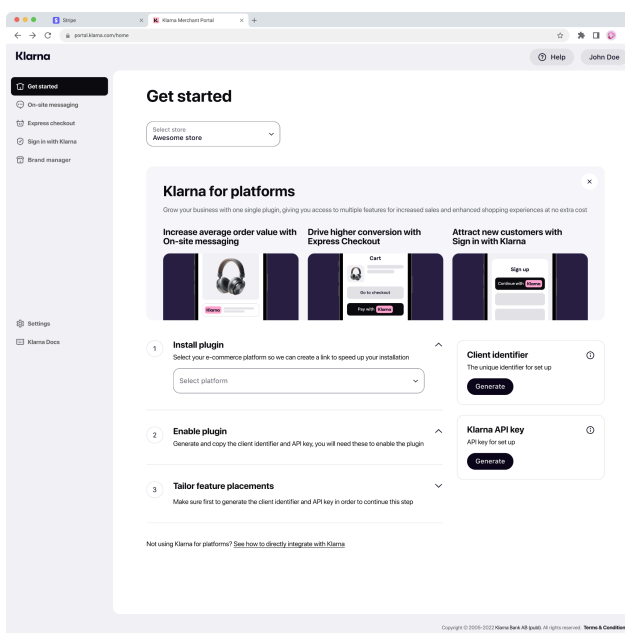 Stripe
Klarna Merchant Portal
portal.klarna.com/home
Klarna
Help
John Doe
Get started
On-site messaging
Express checkout
Sign in with Klarna
Brand manager
Settings
Klarna Docs
Get started
Select store
Awesome store
Klarna for platforms
Grow your business with one single plugin, giving you access to multiple features for increased sales and enhanced shopping experiences at no extra cost
Increase average order value with
On-site messaging
Klarna
Drive higher conversion with
Express Checkout
Cart
Go to checkout
Pay with Klarna
Attract new customers with
Sign in with Klarna
Sign up
Continue with Klarna
1
Install plugin
Select your e-commerce platform so we can create a link to speed up your installation
Select platform
2
Enable plugin
Generate and copy the client identifier and API key, you will need these to enable the plugin
3
Tailor feature placements
Make sure first to generate the client identifier and API key in order to continue this step
Client identifier
The unique identifier for set up
Generate
Klarna API key
API key for set up
Generate
Not using Klarna for platforms? See how to directly integrate with Klarna
Copyright © 2005-2022 Klarna Bank AB (publ). All rights reserved. Terms & Condition